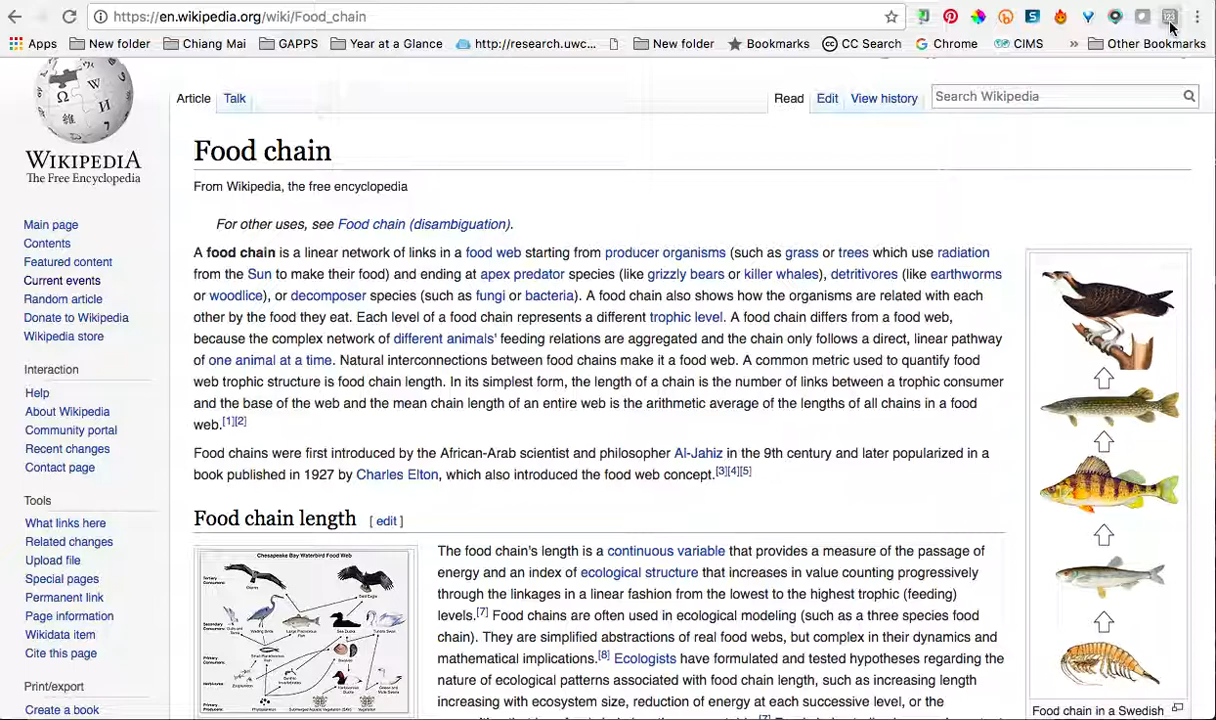 https://en.wikipedia.org/wiki/Food_chain
Apps New folder Chiang Mai GAPPS Year at a Glance http://research.uwc... New folder Bookmarks CC Search Chrome CIMS » Other Bookmarks
WIKIPEDIA
The Free Encyclopedia
Main page
Contents
Featured content
Current events
Random article
Donate to Wikipedia
Wikipedia store
Interaction
Help
About Wikipedia
Community portal
Recent changes
Contact page
Tools
What links here
Related changes
Upload file
Special pages
Permanent link
Page information
Wikidata item
Cite this page
Print/export
Create a book
Article Talk Read Edit View history Search Wikipedia
Food chain
From Wikipedia, the free encyclopedia
For other uses, see Food chain (disambiguation).
A food chain is a linear network of links in a food web starting from producer organisms (such as grass or trees which use radiation
from the Sun to make their food) and ending at apex predator species (like grizzly bears or killer whales), detritivores (like earthworms
or woodlice), or decomposer species (such as fungi or bacteria). A food chain also shows how the organisms are related with each
other by the food they eat. Each level of a food chain represents a different trophic level. A food chain differs from a food web,
because the complex network of different animals' feeding relations are aggregated and the chain only follows a direct, linear pathway
of one animal at a time. Natural interconnections between food chains make it a food web. A common metric used to quantify food
web trophic structure is food chain length. In its simplest form, the length of a chain is the number of links between a trophic consumer
and the base of the web and the mean chain length of an entire web is the arithmetic average of the lengths of all chains in a food
web.[1][2]
Food chains were first introduced by the African-Arab scientist and philosopher Al-Jahiz in the 9th century and later popularized in a
book published in 1927 by Charles Elton, which also introduced the food web concept.[3][4][5]
Food chain length [ edit ]
Chesapeake Bay Waterbird Food Web
The food chain's length is a continuous variable that provides a measure of the passage of
energy and an index of ecological structure that increases in value counting progressively
through the linkages in a linear fashion from the lowest to the highest trophic (feeding)
levels.[7] Food chains are often used in ecological modeling (such as a three species food
chain). They are simplified abstractions of real food webs, but complex in their dynamics and
mathematical implications.[8] Ecologists have formulated and tested hypotheses regarding the
nature of ecological patterns associated with food chain length, such as increasing length
increasing with ecosystem size, reduction of energy at each successive level, or the
Food chain in a Swedish